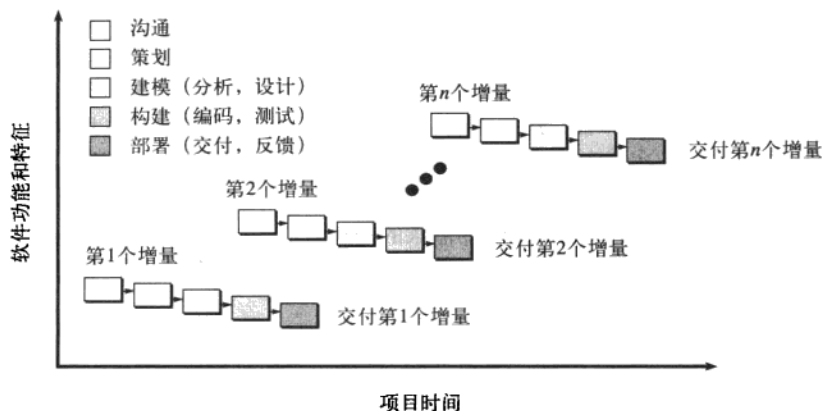 沟通
策划
建模（分析，设计）
构建（编码，测试）
部署（交付，反馈）
第n个增量
交付第n个增量
第2个增量
交付第2个增量
第1个增量
交付第1个增量
软件功能和特征
项目时间